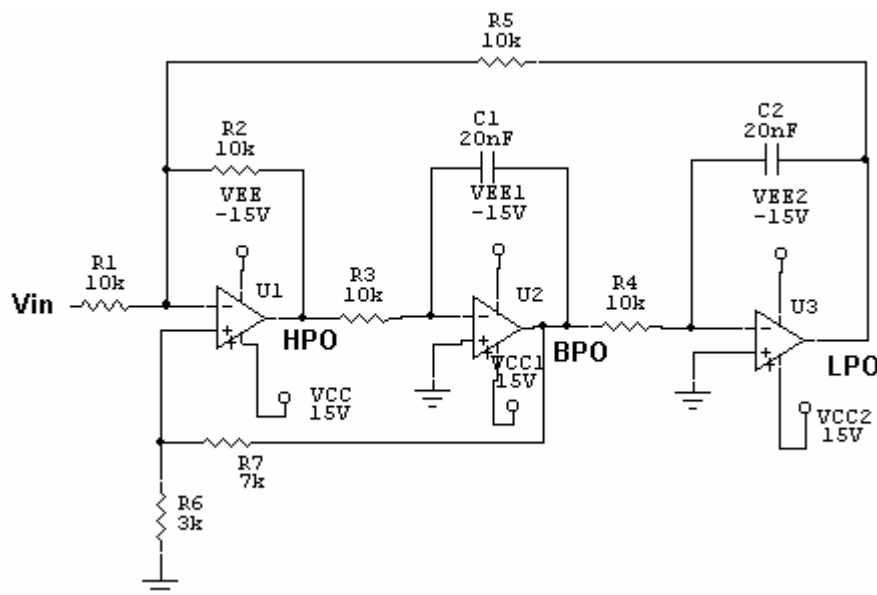 R5
10k
R2
10k
C1
20nF
C2
20nF
VEE
-15V
VEE1
-15V
VEE2
-15V
R1
10k
Vin
U1
HPO
R3
10k
U2
BPO
R4
10k
U3
LPO
VCC
15V
VCC1
15V
VCC2
15V
R7
7k
R6
3k